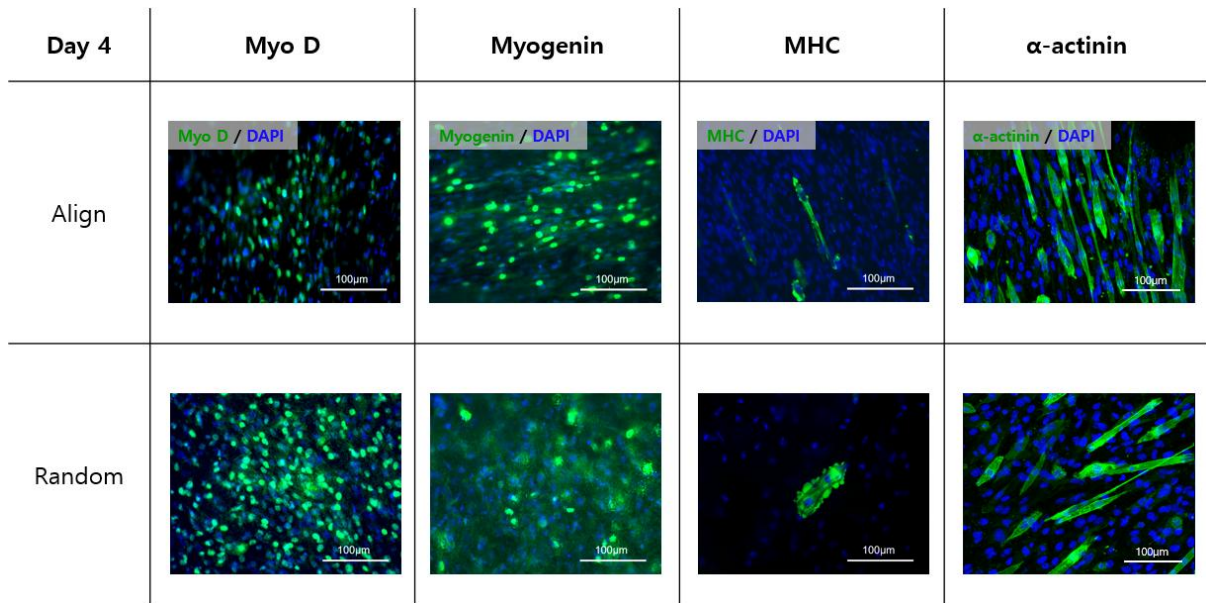 Day 4 Myo D Myogenin MHC α-actinin
Align
Myo D / DAPI
100μm
Myogenin / DAPI
100μm
MHC / DAPI
100μm
α-actinin / DAPI
100μm
Random
100μm
100μm
100μm
100μm